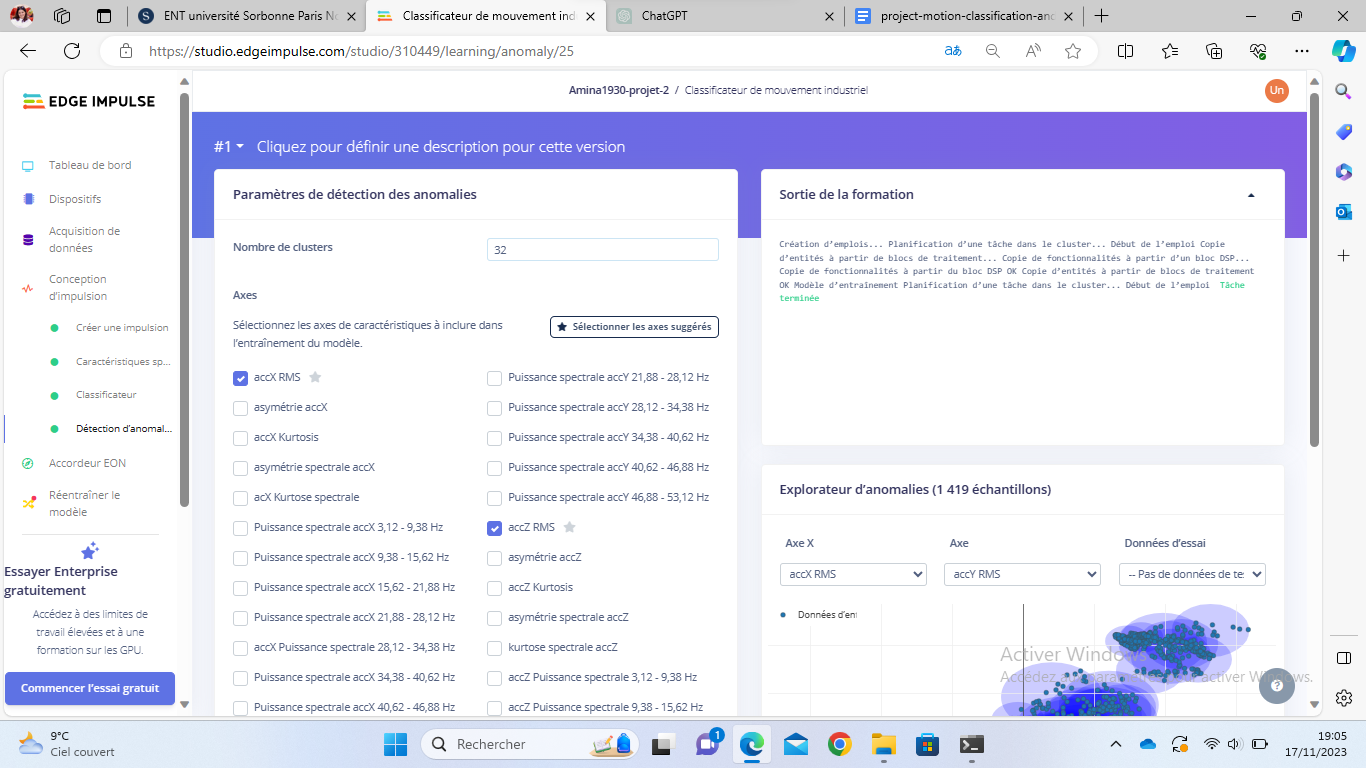 ENT université Sorbonne Paris No
Classificateur de mouvement ind
ChatGPT
project-motion-classification-and
https://studio.edgeimpulse.com/studio/310449/learning/anomaly/25
EDGE IMPULSE
Amina1930-projet-2 / Classificateur de mouvement industriel
Un
Tableau de bord
Dispositifs
Acquisition de
données
Conception
d'impulsion
Créer une impulsion
Caractéristiques sp...
Classificateur
Détection d'anomal...
Accordeur EON
Réentraîner le
modèle
Essayer Enterprise
gratuitement
Accédez à des limites de
travail élevées et à une
formation sur les GPU.
Commencer l'essai gratuit
#1 Cliquez pour définir une description pour cette version
Paramètres de détection des anomalies
Nombre de clusters
32
Axes
Sélectionnez les axes de caractéristiques à inclure dans
l'entraînement du modèle.
Sélectionner les axes suggérés
accX RMS
asymétrie accX
accX Kurtosis
asymétrie spectrale accX
acX Kurtose spectrale
Puissance spectrale accX 3,12 - 9,38 Hz
Puissance spectrale accX 9,38 - 15,62 Hz
Puissance spectrale accX 15,62 - 21,88 Hz
Puissance spectrale accX 21,88 - 28,12 Hz
accX Puissance spectrale 28,12 - 34,38 Hz
Puissance spectrale accX 34,38 - 40,62 Hz
Puissance spectrale accX 40,62 - 46,88 Hz
Puissance spectrale accY 21,88 - 28,12 Hz
Puissance spectrale accY 28,12 - 34,38 Hz
Puissance spectrale accY 34,38 - 40,62 Hz
Puissance spectrale accY 40,62 - 46,88 Hz
Puissance spectrale accY 46,88 - 53,12 Hz
accZ RMS
asymétrie accZ
accZ Kurtosis
asymétrie spectrale accZ
kurtose spectrale accZ
accZ Puissance spectrale 3,12 - 9,38 Hz
accZ Puissance spectrale 9,38 - 15,62 Hz
Sortie de la formation
Création d'emplois... Planification d'une tâche dans le cluster... Début de l'emploi Copie
d'entités à partir de blocs de traitement... Copie de fonctionnalités à partir d'un bloc DSP...
Copie de fonctionnalités à partir du bloc DSP OK Copie d'entités à partir de blocs de traitement
OK Modèle d'entraînement Planification d'une tâche dans le cluster... Début de l'emploi Tâche
terminée
Explorateur d'anomalies (1 419 échantillons)
Axe X
Axe
Données d'essai
accX RMS
accY RMS
-- Pas de données de te
Données d'en
Activer Windows
Accédez aux paramètres pour activer Windows.
9°C
Ciel couvert
Rechercher
1
19:05
17/11/2023